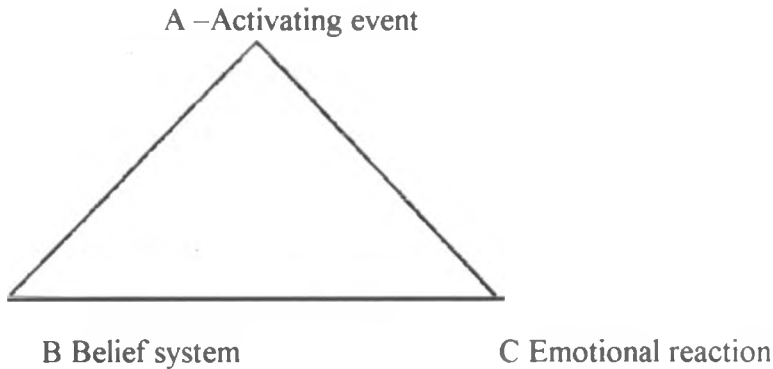 A –Activating event
B Belief system
C Emotional reaction